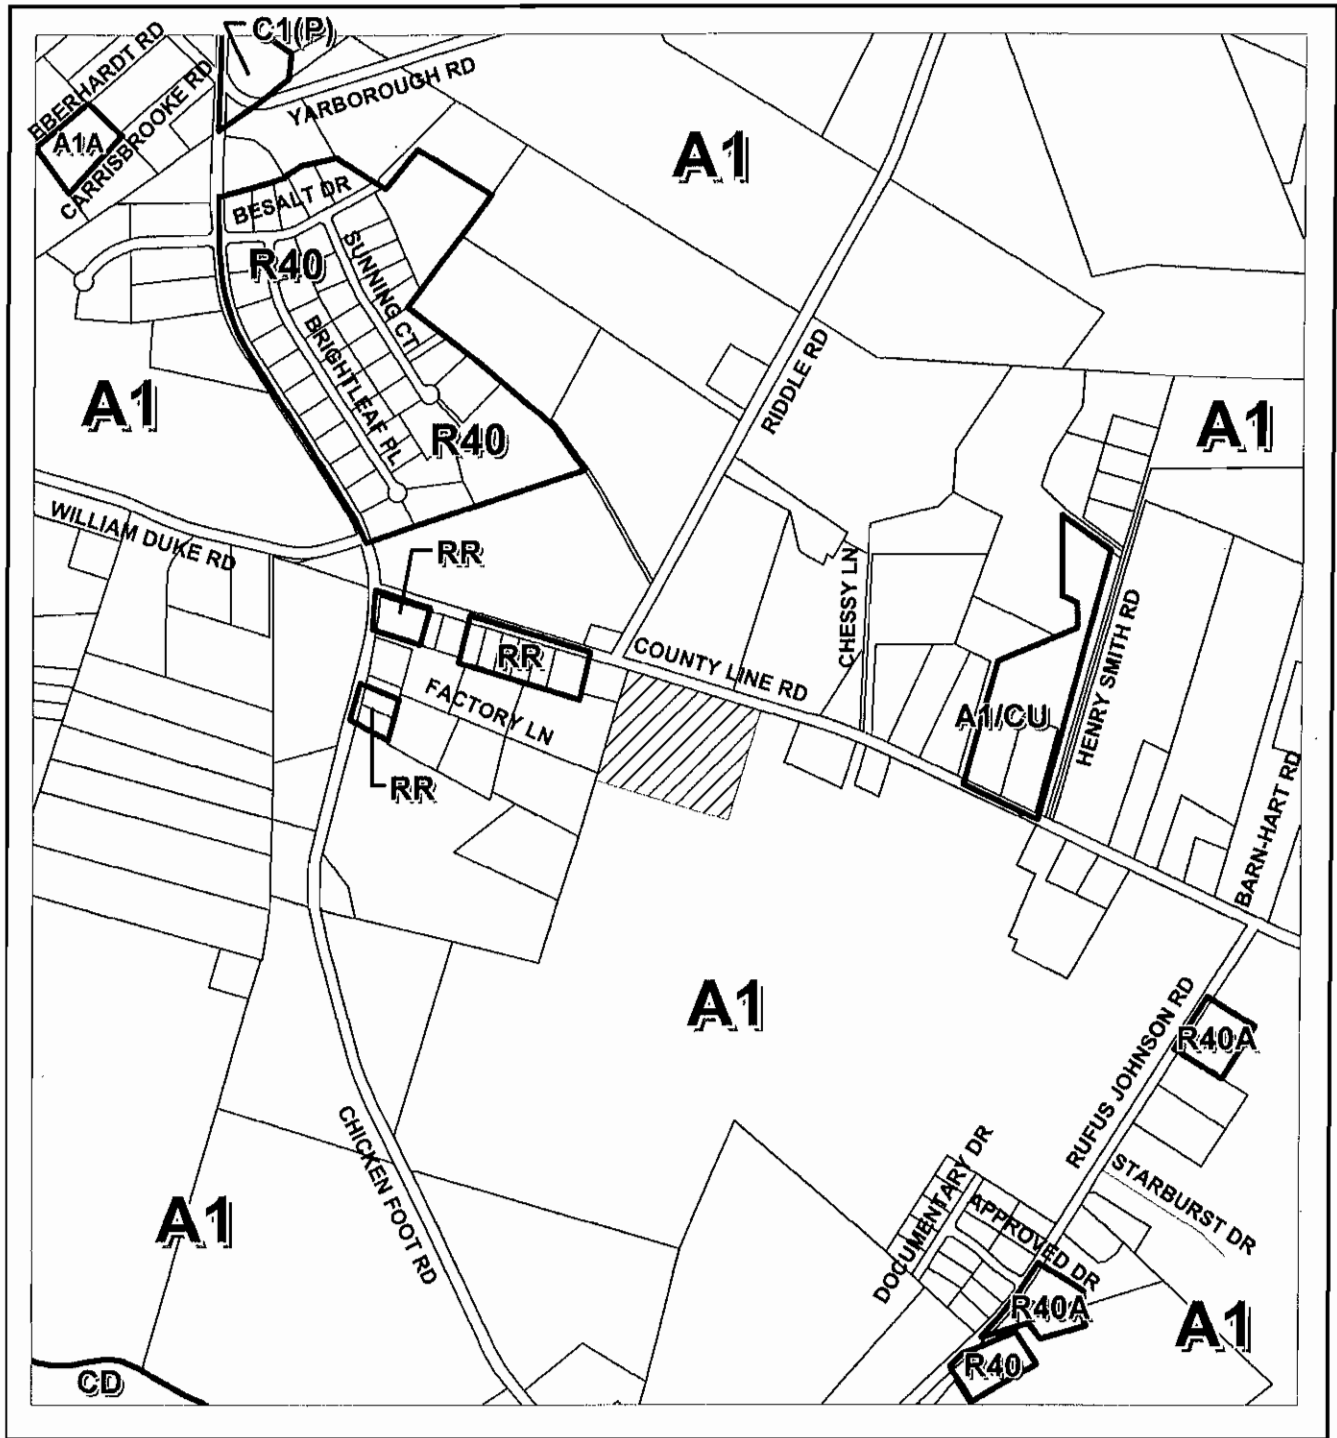 C1(P)
EBERHARDT RD
YARBOROUGH RD
CARRISBROOKE RD
A1A
A1
BESALT DR
R40
SUNNING CT
BRIGHTLEAF PL
RIDDLE RD
A1
A1
R40
WILLIAM DUKE RD
RR
CHESSY LN
HENRY SMITH RD
COUNTY LINE RD
RR
FACTORY LN
A1/CU
RR
BARN-HART RD
A1
RUFUS JOHNSON RD
R40A
CHICKEN FOOT RD
STARBURST DR
DOCUMENTARY DR
APPROVED DR
A1
R40A
A1
R40
CD